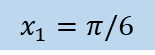 x₁ = π/6